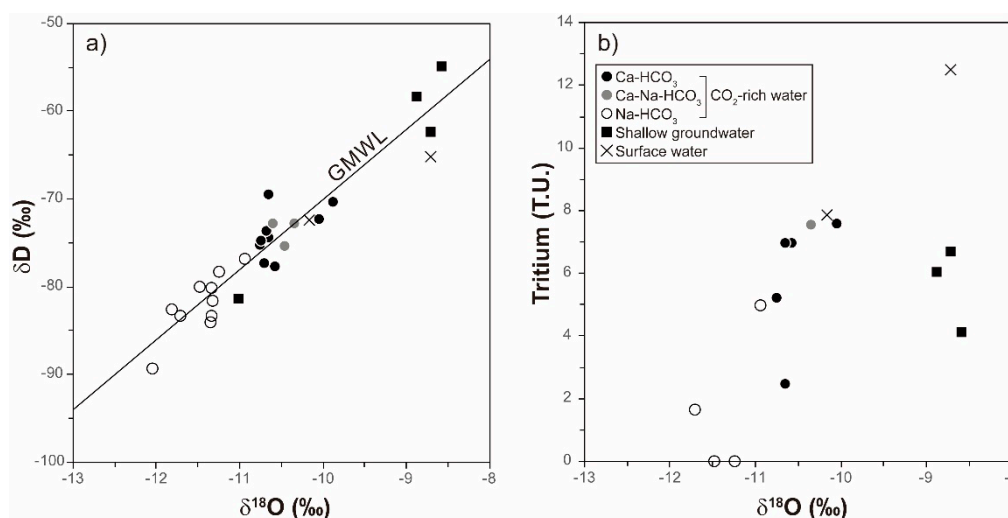 a)
-50
-60
-70
-80
-90
-100
δD (‰)
GMWL
-13
-12
-11
-10
-9
-8
δ18O (‰)
b)
14
12
10
8
6
4
2
0
Tritium (T.U.)
Ca-HCO3
Ca-Na-HCO3
Na-HCO3
CO2-rich water
Shallow groundwater
Surface water
-13
-12
-11
-10
-9
δ18O (‰)